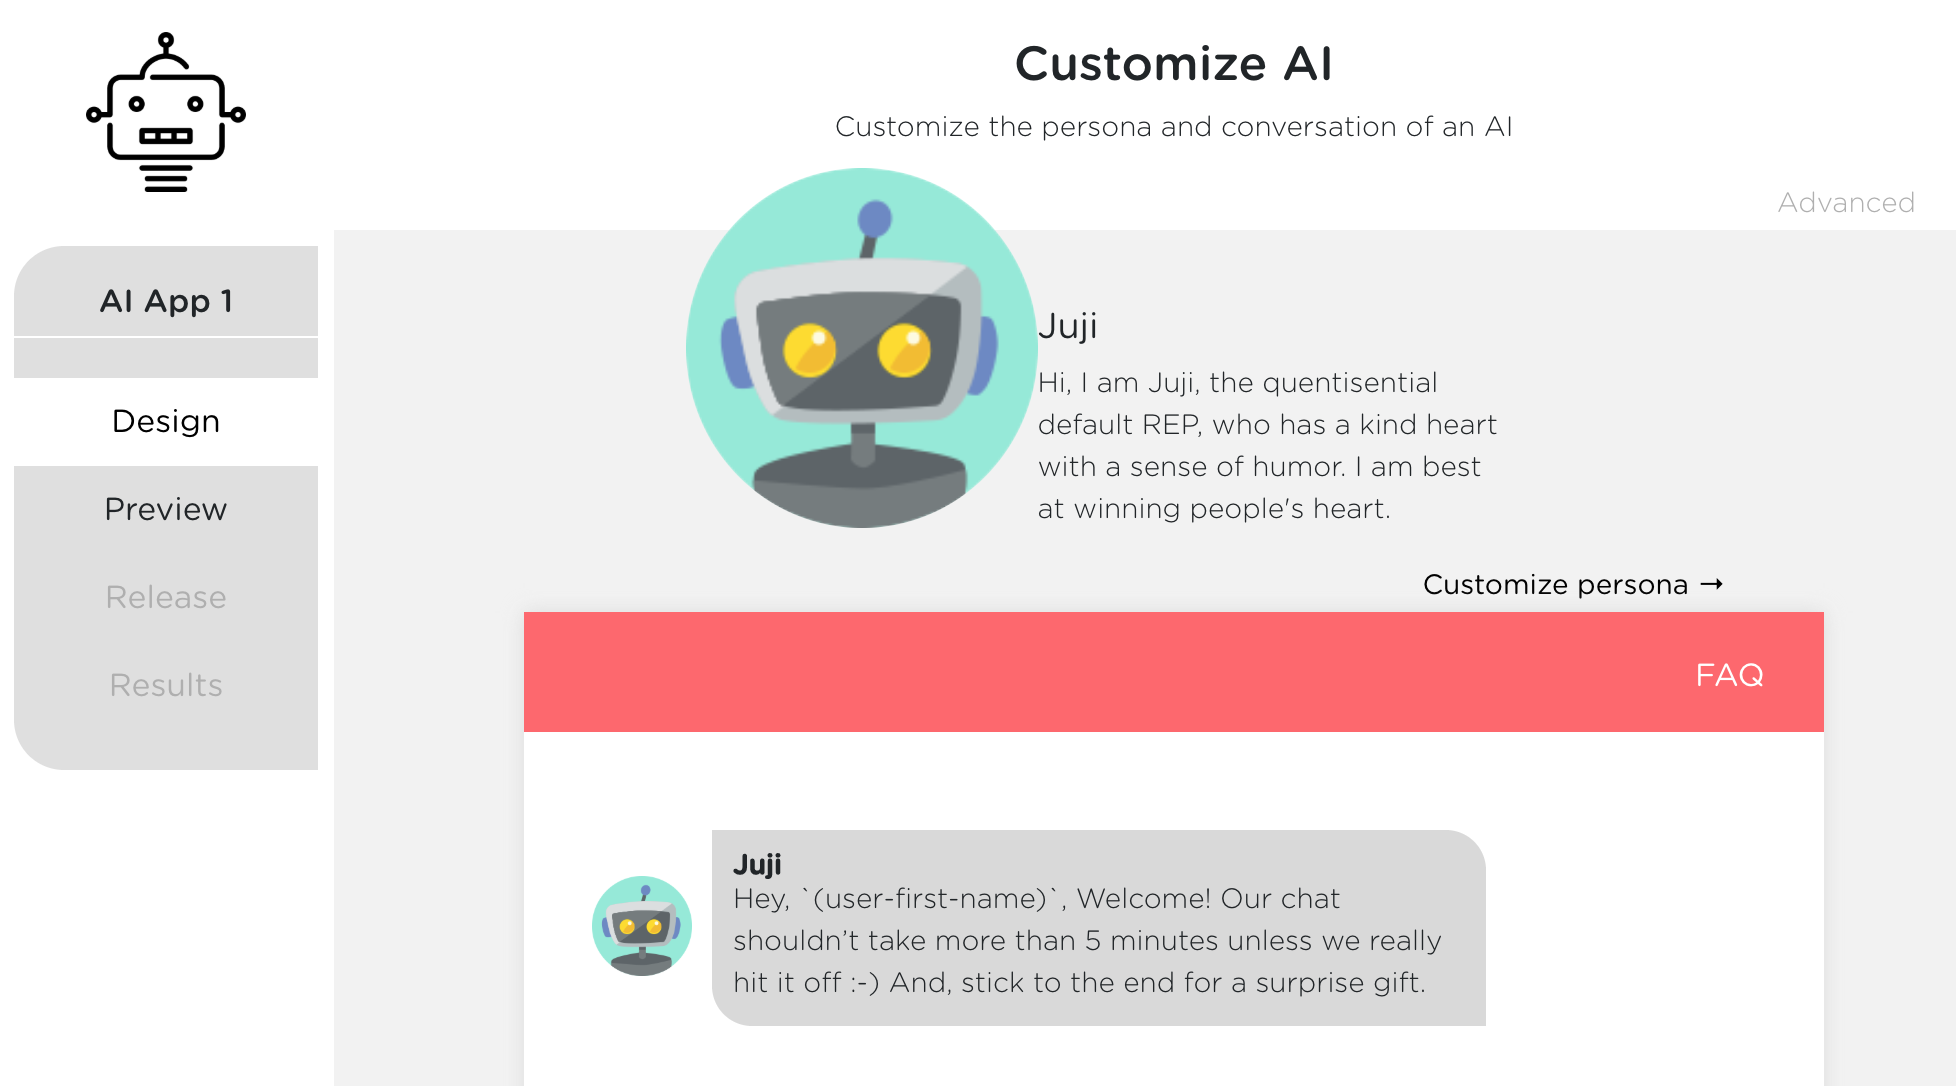 Customize AI
Customize the persona and conversation of an AI
Advanced
AI App 1
Design
Preview
Release
Results
Juji
Hi, I am Juji, the quentisential
default REP, who has a kind heart
with a sense of humor. I am best
at winning people's heart.
Customize persona →
FAQ
Juji
Hey, `(user-first-name)`, Welcome! Our chat
shouldn’t take more than 5 minutes unless we really
hit it off :-) And, stick to the end for a surprise gift.